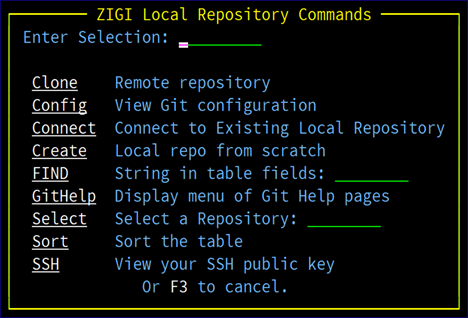 ZIGI Local Repository Commands
Enter Selection:
Clone Remote repository
Config View Git configuration
Connect Connect to Existing Local Repository
Create Local repo from scratch
FIND String in table fields:
GitHelp Display menu of Git Help pages
Select Select a Repository:
Sort Sort the table
SSH View your SSH public key
Or F3 to cancel.